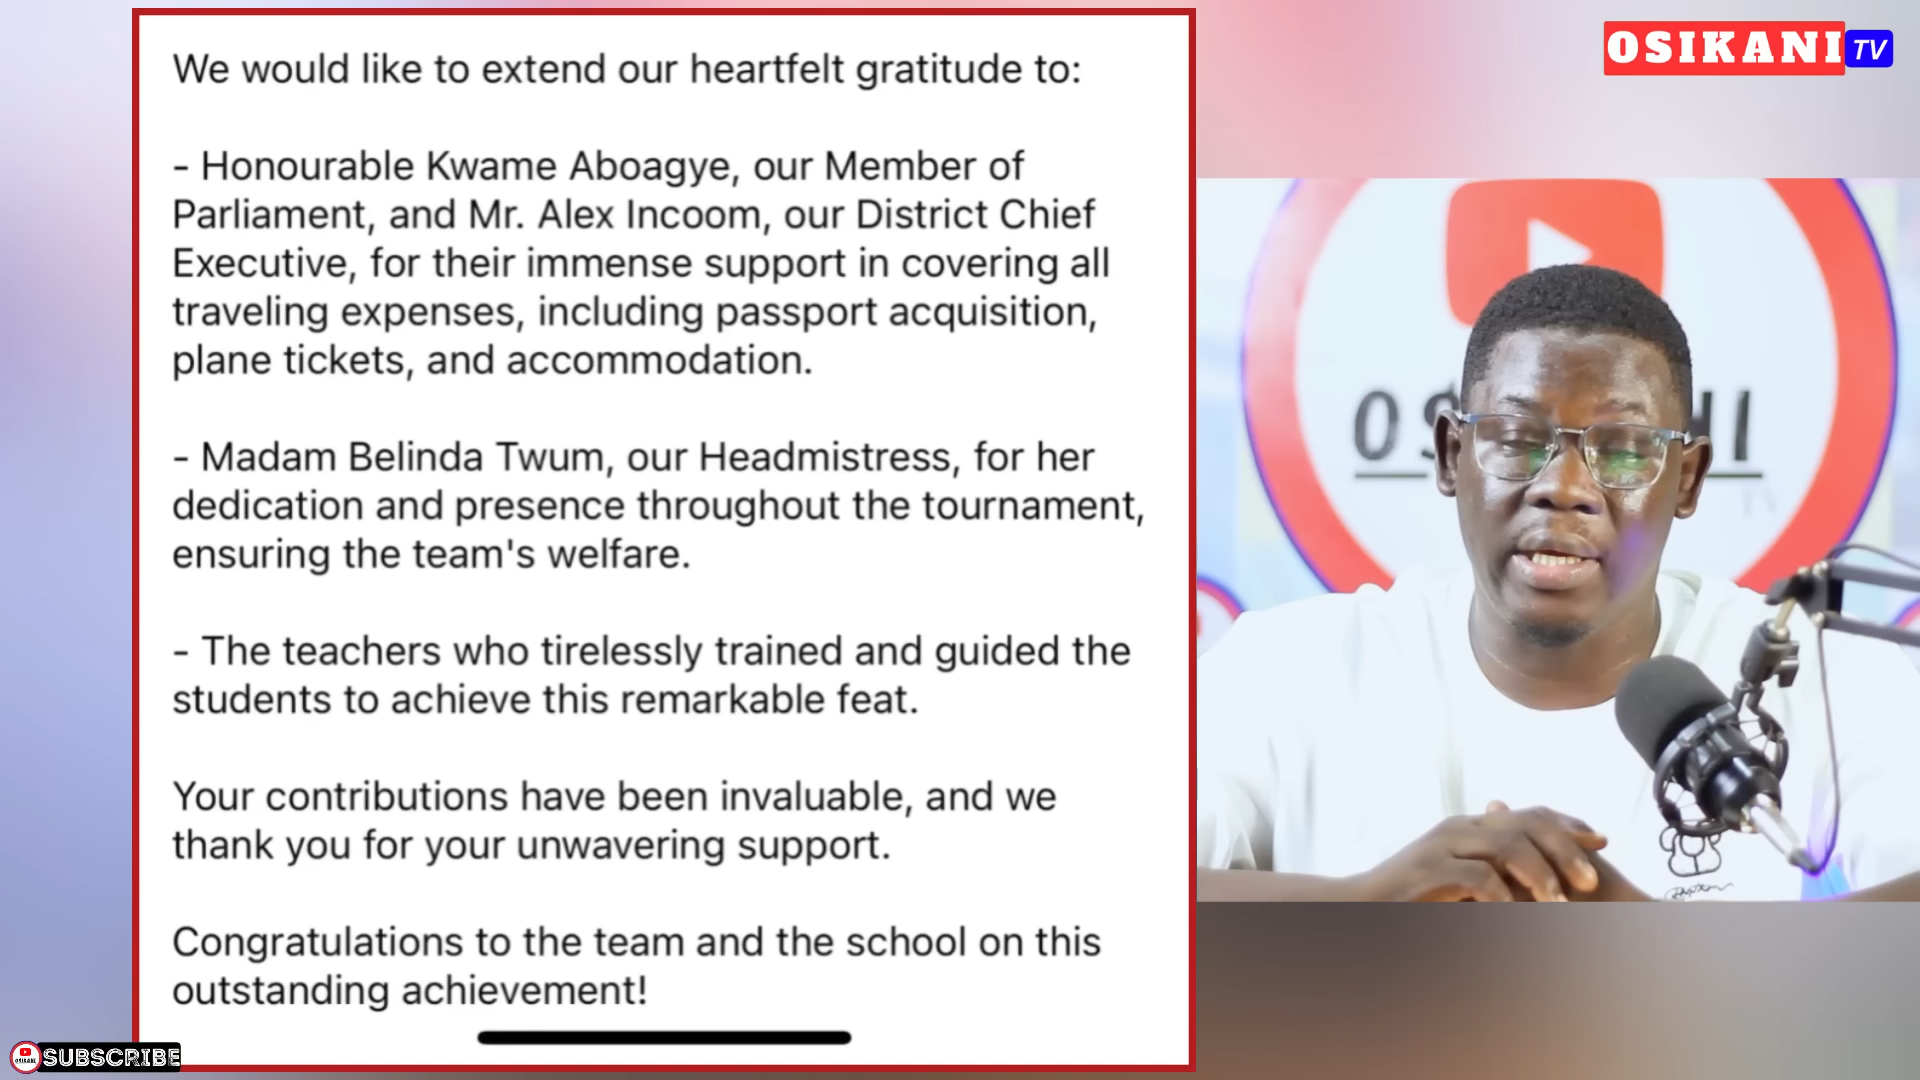 We would like to extend our heartfelt gratitude to:
- Honourable Kwame Aboagye, our Member of
Parliament, and Mr. Alex Incoom, our District Chief
Executive, for their immense support in covering all
traveling expenses, including passport acquisition,
plane tickets, and accommodation.
- Madam Belinda Twum, our Headmistress, for her
dedication and presence throughout the tournament,
ensuring the team's welfare.
- The teachers who tirelessly trained and guided the
students to achieve this remarkable feat.
Your contributions have been invaluable, and we
thank you for your unwavering support.
Congratulations to the team and the school on this
outstanding achievement!
OSIKANI TV
SUBSCRIBE